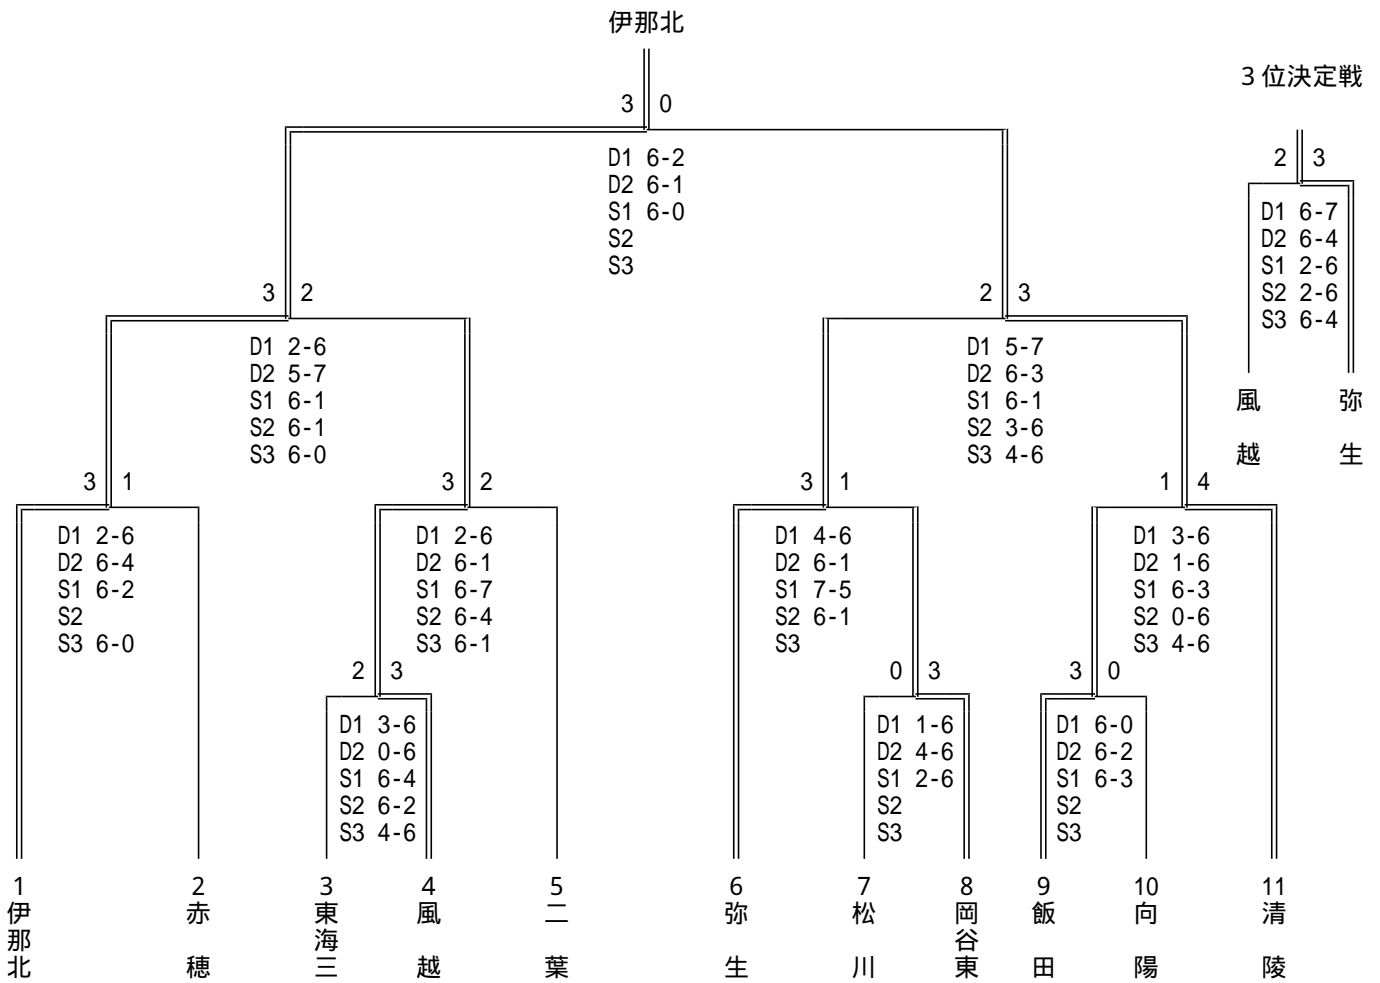 伊那北
3 0
D1 6-2
D2 6-1
S1 6-0
S2
S3
3位決定戦
2 3
D1 6-7
D2 6-4
S1 2-6
S2 2-6
S3 6-4
風越
弥生
3 2
D1 2-6
D2 5-7
S1 6-1
S2 6-1
S3 6-0
2 3
D1 5-7
D2 6-3
S1 6-1
S2 3-6
S3 4-6
3 1
D1 2-6
D2 6-4
S1 6-2
S2
S3 6-0
3 2
D1 2-6
D2 6-1
S1 6-7
S2 6-4
S3 6-1
3 1
D1 4-6
D2 6-1
S1 7-5
S2 6-1
S3
1 4
D1 3-6
D2 1-6
S1 6-3
S2 0-6
S3 4-6
2 3
D1 3-6
D2 0-6
S1 6-4
S2 6-2
S3 4-6
0 3
D1 1-6
D2 4-6
S1 2-6
S2
S3
3 0
D1 6-0
D2 6-2
S1 6-3
S2
S3
1 伊那北
2 赤穂
3 東海三
4 風越
5 二葉
6 弥生
7 松川
8 岡谷東
9 飯田
10 向陽
11 清陵